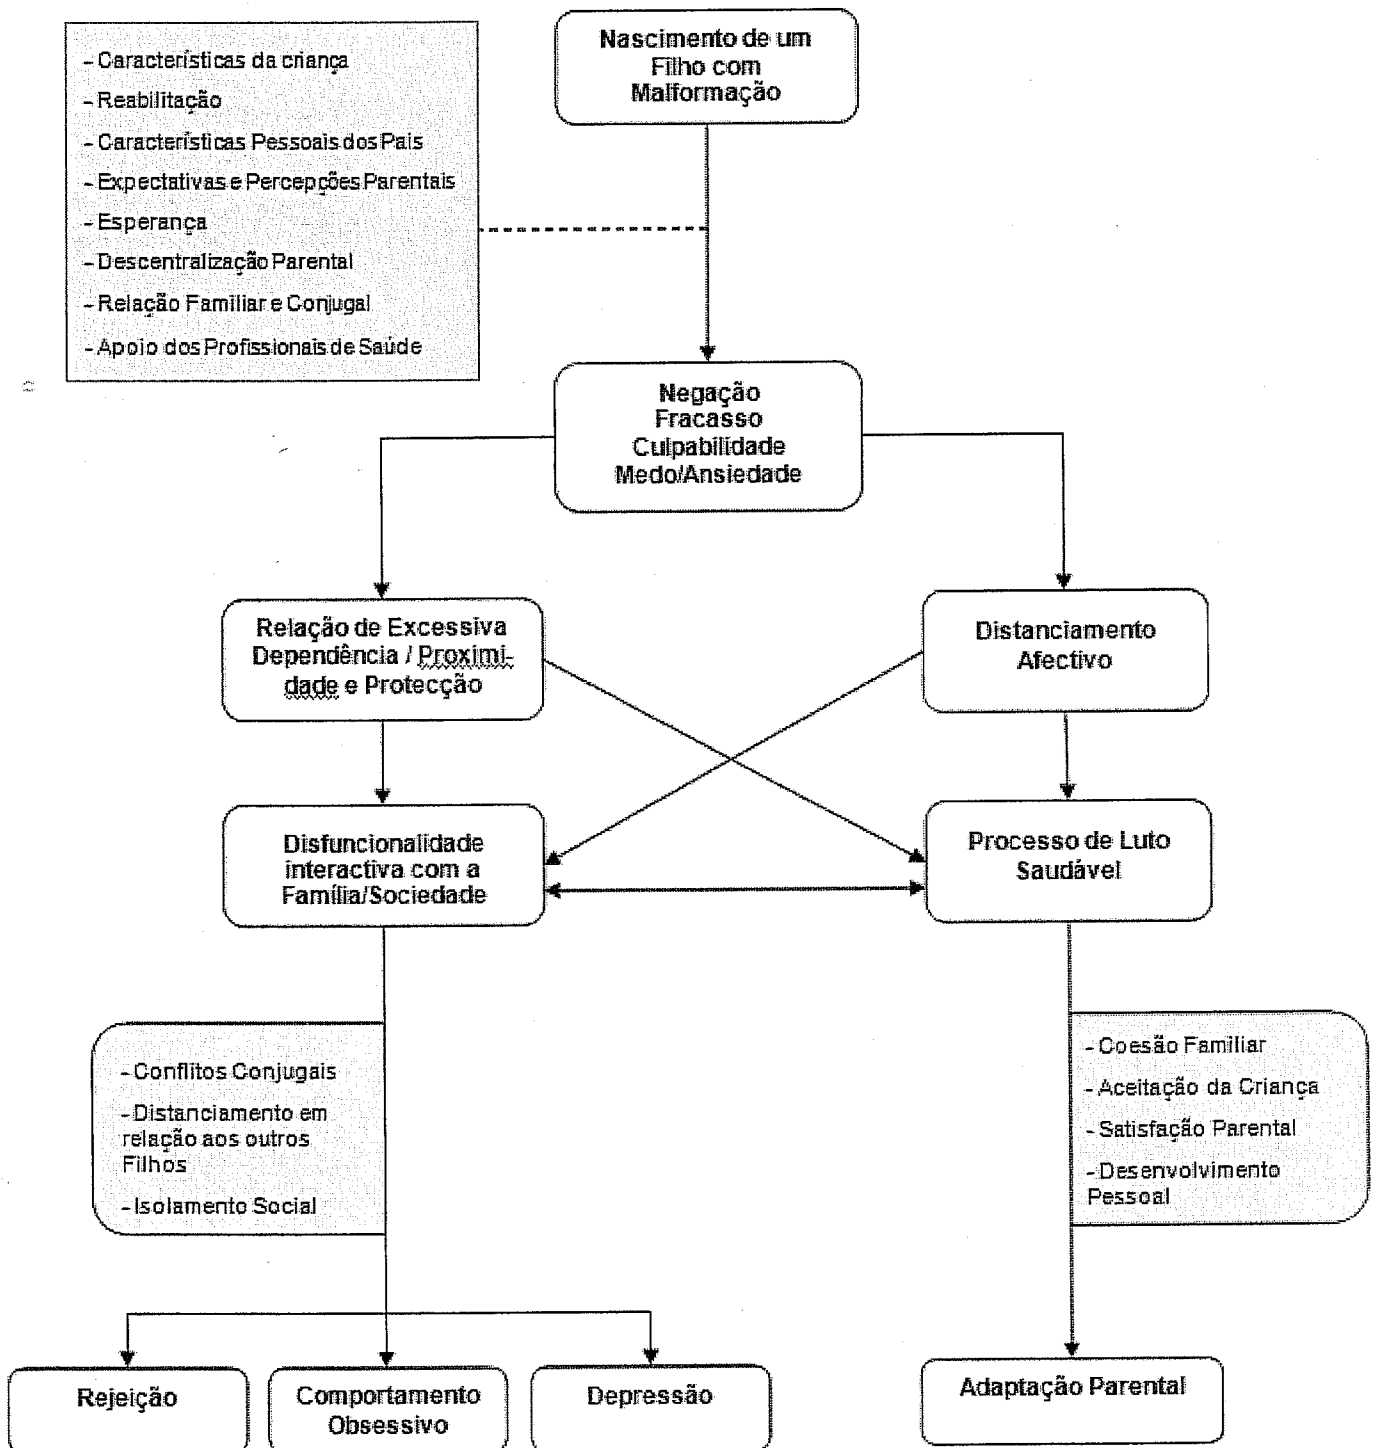 Nascimento de um
Filho com
Malformação
- Características da criança
- Reabilitação
- Características Pessoais dos Pais
- Expectativas e Percepções Parentais
- Esperança
- Descentralização Parental
- Relação Familiar e Conjugal
- Apoio dos Profissionais de Saúde
Negação
Fracasso
Culpabilidade
Medo/Ansiedade
Relação de Excessiva
Dependência / Proximi-
dade e Protecção
Distanciamento
Afectivo
Disfuncionalidade
interactiva com a
Família/Sociedade
Processo de Luto
Saudável
- Conflitos Conjugais
- Distanciamento em
relação aos outros
Filhos
- Isolamento Social
- Coesão Familiar
- Aceitação da Criança
- Satisfação Parental
- Desenvolvimento
Pessoal
Rejeição
Comportamento
Obsessivo
Depressão
Adaptação Parental